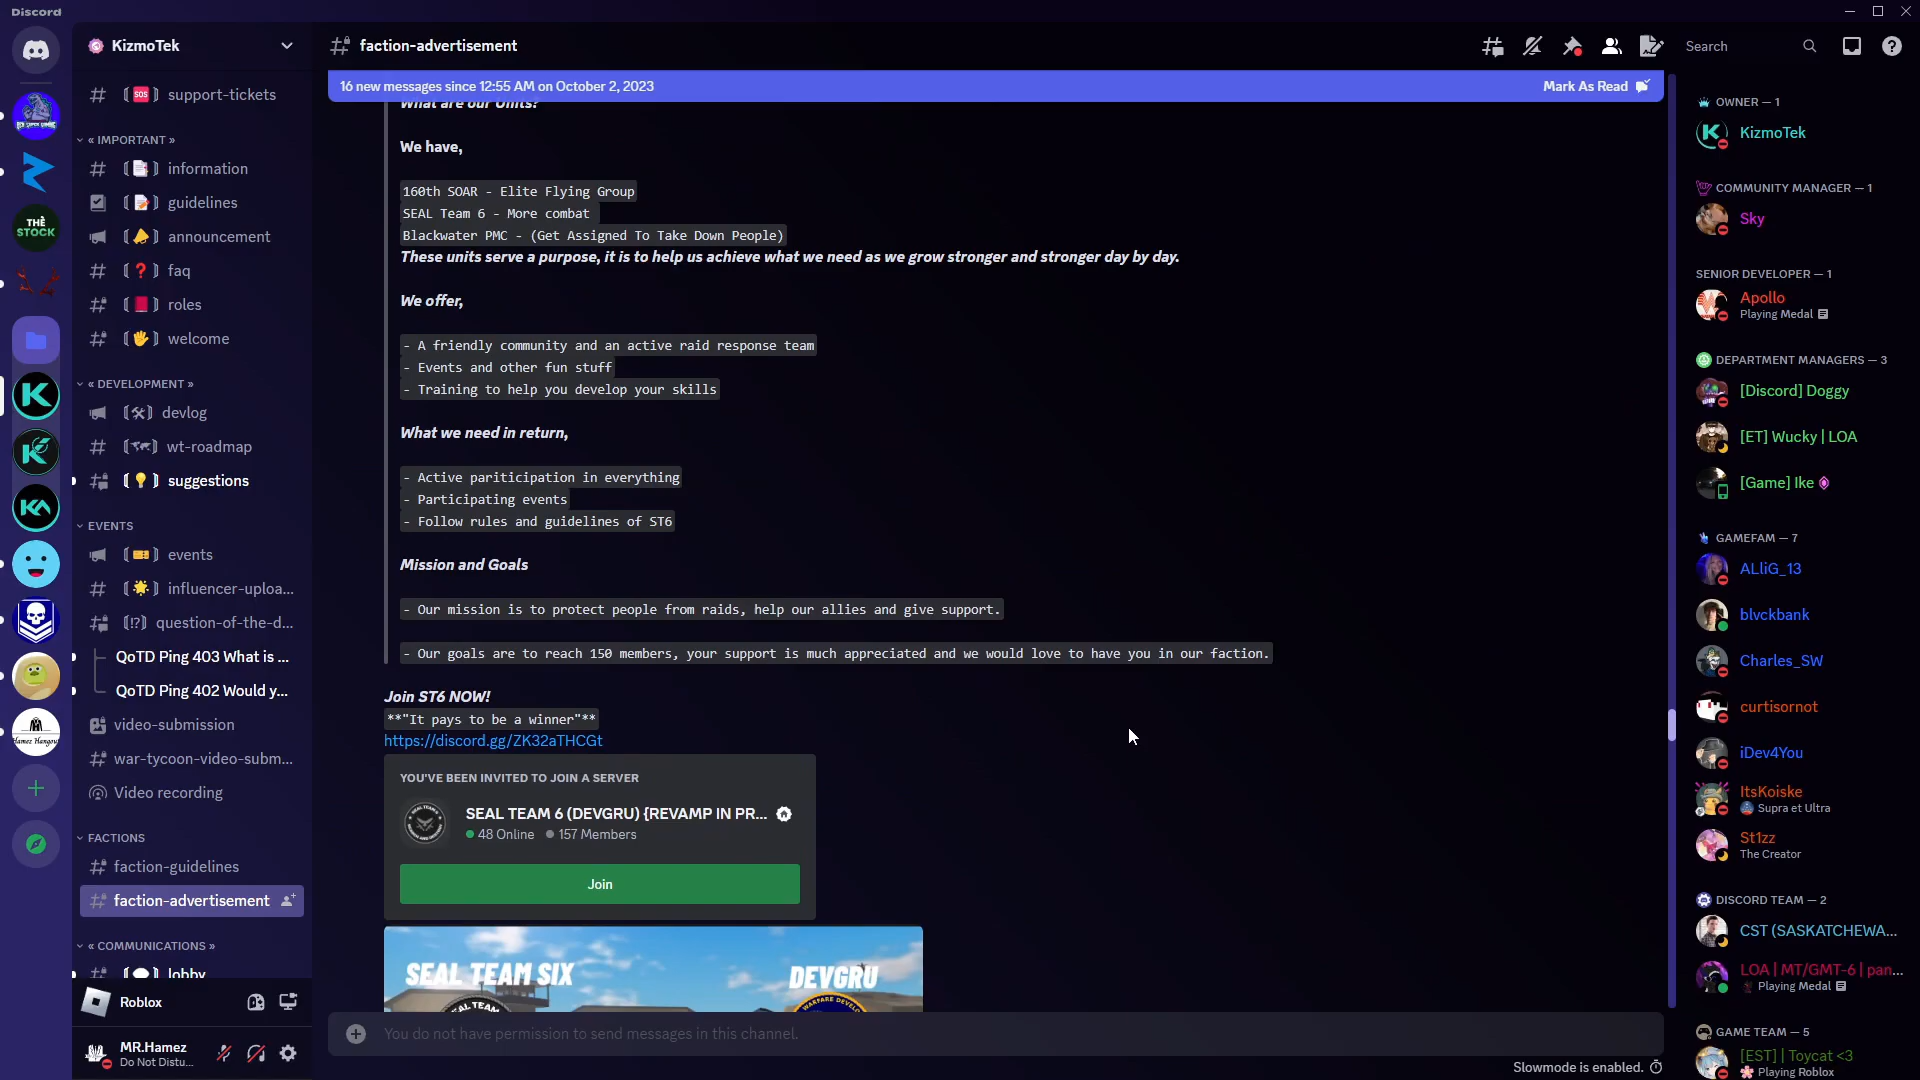 Discord
KizmoTek
faction-advertisement
Search
16 new messages since 12:55 AM on October 2, 2023
Mark As Read
SOS support-tickets
« IMPORTANT »
information
guidelines
announcement
faq
roles
welcome
« DEVELOPMENT »
devlog
wt-roadmap
suggestions
EVENTS
events
influencer-uploa...
question-of-the-d...
QoTD Ping 403 What is ...
QoTD Ping 402 Would y...
video-submission
war-tycoon-video-subm...
Video recording
FACTIONS
faction-guidelines
faction-advertisement
« COMMUNICATIONS »
lobby
Roblox
MR.Hamez
Do Not Distu...
THE
STOCK
Hamez Hangout
What are our Units?
We have,
160th SOAR - Elite Flying Group
SEAL Team 6 - More combat
Blackwater PMC - (Get Assigned To Take Down People)
These units serve a purpose, it is to help us achieve what we need as we grow stronger and stronger day by day.
We offer,
- A friendly community and an active raid response team
- Events and other fun stuff
- Training to help you develop your skills
What we need in return,
- Active pariticipation in everything
- Participating events
- Follow rules and guidelines of ST6
Mission and Goals
- Our mission is to protect people from raids, help our allies and give support.
- Our goals are to reach 150 members, your support is much appreciated and we would love to have you in our faction.
Join ST6 NOW!
**"It pays to be a winner"**
https://discord.gg/ZK32aTHCGt
YOU'VE BEEN INVITED TO JOIN A SERVER
SEAL TEAM 6 (DEVGRU) {REVAMP IN PR...
48 Online 157 Members
Join
SEAL TEAM SIX
DEVGRU
You do not have permission to send messages in this channel.
Slowmode is enabled.
OWNER — 1
KizmoTek
COMMUNITY MANAGER — 1
Sky
SENIOR DEVELOPER — 1
Apollo
Playing Medal
DEPARTMENT MANAGERS — 3
[Discord] Doggy
[ET] Wucky | LOA
[Game] Ike
GAMEFAM — 7
ALliG_13
blvckbank
Charles_SW
curtisornot
iDev4You
ItsKoiske
Supra et Ultra
St1zz
The Creator
DISCORD TEAM — 2
CST (SASKATCHEWA...
LOA | MT/GMT-6 | pan...
Playing Medal
GAME TEAM — 5
[EST] | Toycat <3
Playing Roblox